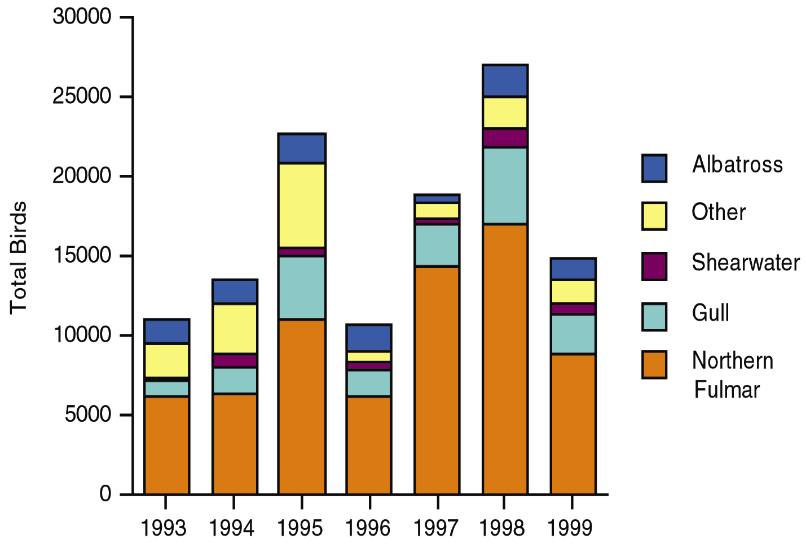 30000
25000
20000
15000
10000
5000
0
Total Birds
1993 1994 1995 1996 1997 1998 1999
Albatross
Other
Shearwater
Gull
Northern
Fulmar